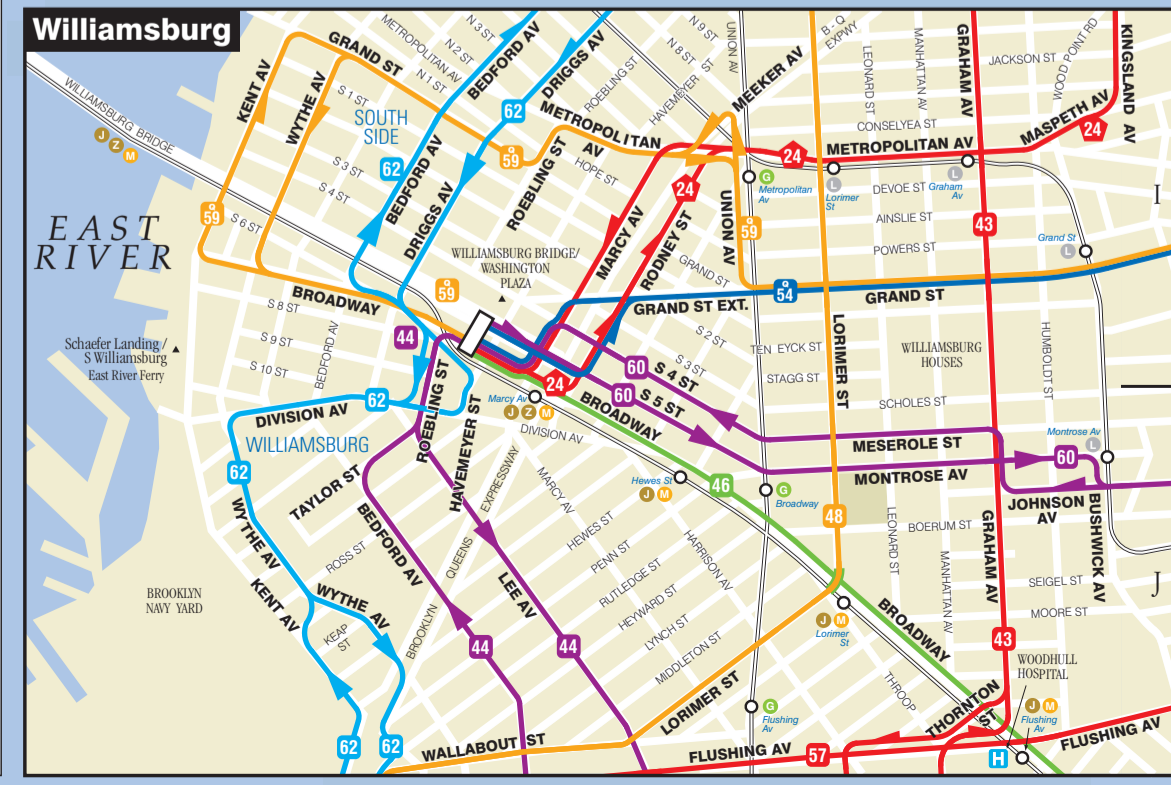 Williamsburg
WILLIAMSBURG BRIDGE
J
Z
M
KENT AV
WYTHE AV
GRAND ST
METROPOLITAN AV
N 3 ST
N 2 ST
N 1 ST
S 1 ST
S 3 ST
S 4 ST
S 6 ST
SOUTH
SIDE
BEDFORD AV
DRIGGS AV
62
ROEBLING ST
N 9 ST
N 8 ST
HAVEMEYER
ST
UNION AV
MEEKER AV
B - Q
EXPWY
LEONARD ST
MANHATTAN AV
GRAHAM AV
JACKSON ST
WOOD POINT RD
KINGSLAND AV
MASPETH AV
24
CONSELYEA ST
METROPOLITAN AV
24
METROPOLITAN
AV
59
62
BEDFORD AV
DRIGGS AV
ROEBLING ST
HOPE ST
24
G
Metropolitan
Av
L
Lorimer
St
L
Graham
Av
DEVOE ST
AINSLIE ST
POWERS ST
43
Grand St
L
I
59
EAST
RIVER
MARCY AV
RODNEY ST
UNION AV
59
GRAND ST
WILLIAMSBURG BRIDGE/
WASHINGTON
PLAZA
59
BROADWAY
GRAND ST EXT.
54
GRAND ST
S 8 ST
S 9 ST
S 10 ST
BEDFORD AV
44
Schaefer Landing /
S Williamsburg
East River Ferry
S 2 ST
S 3 ST
TEN EYCK ST
STAGG ST
LORIMER ST
WILLIAMSBURG
HOUSES
HUMBOLDT ST
SCHOLES ST
60
S 4 ST
60
S 5 ST
24
Marcy Av
J
Z
M
BROADWAY
DIVISION AV
62
DIVISION AV
WILLIAMSBURG
ROEBLING ST
HAVEMEYER ST
MESEROLE ST
MONTROSE AV
Montrose Av
L
60
62
TAYLOR ST
EXPRESSWAY
MARCY AV
Hewes St
J
M
46
G
Broadway
48
JOHNSON
AV
BUSHWICK AV
WYTHE AV
BEDFORD AV
ROSS ST
QUEENS
HEWES ST
PENN ST
HARRISON AV
LEONARD ST
BOERUM ST
GRAHAM AV
MANHATTAN AV
SEIGEL ST
MOORE ST
J
BROOKLYN
NAVY YARD
KENT AV
WYTHE AV
KEAP
ST
BROOKLYN
LEE AV
RUTLEDGE ST
HEYWARD ST
LYNCH ST
MIDDLETON ST
J
M
Lorimer
St
BROADWAY
43
44
44
WOODHULL
HOSPITAL
THROOP
THORNTON
ST
J
M
Flushing
Av
LORIMER ST
G
Flushing
Av
62
62
WALLABOUT ST
FLUSHING AV
57
H
FLUSHING AV